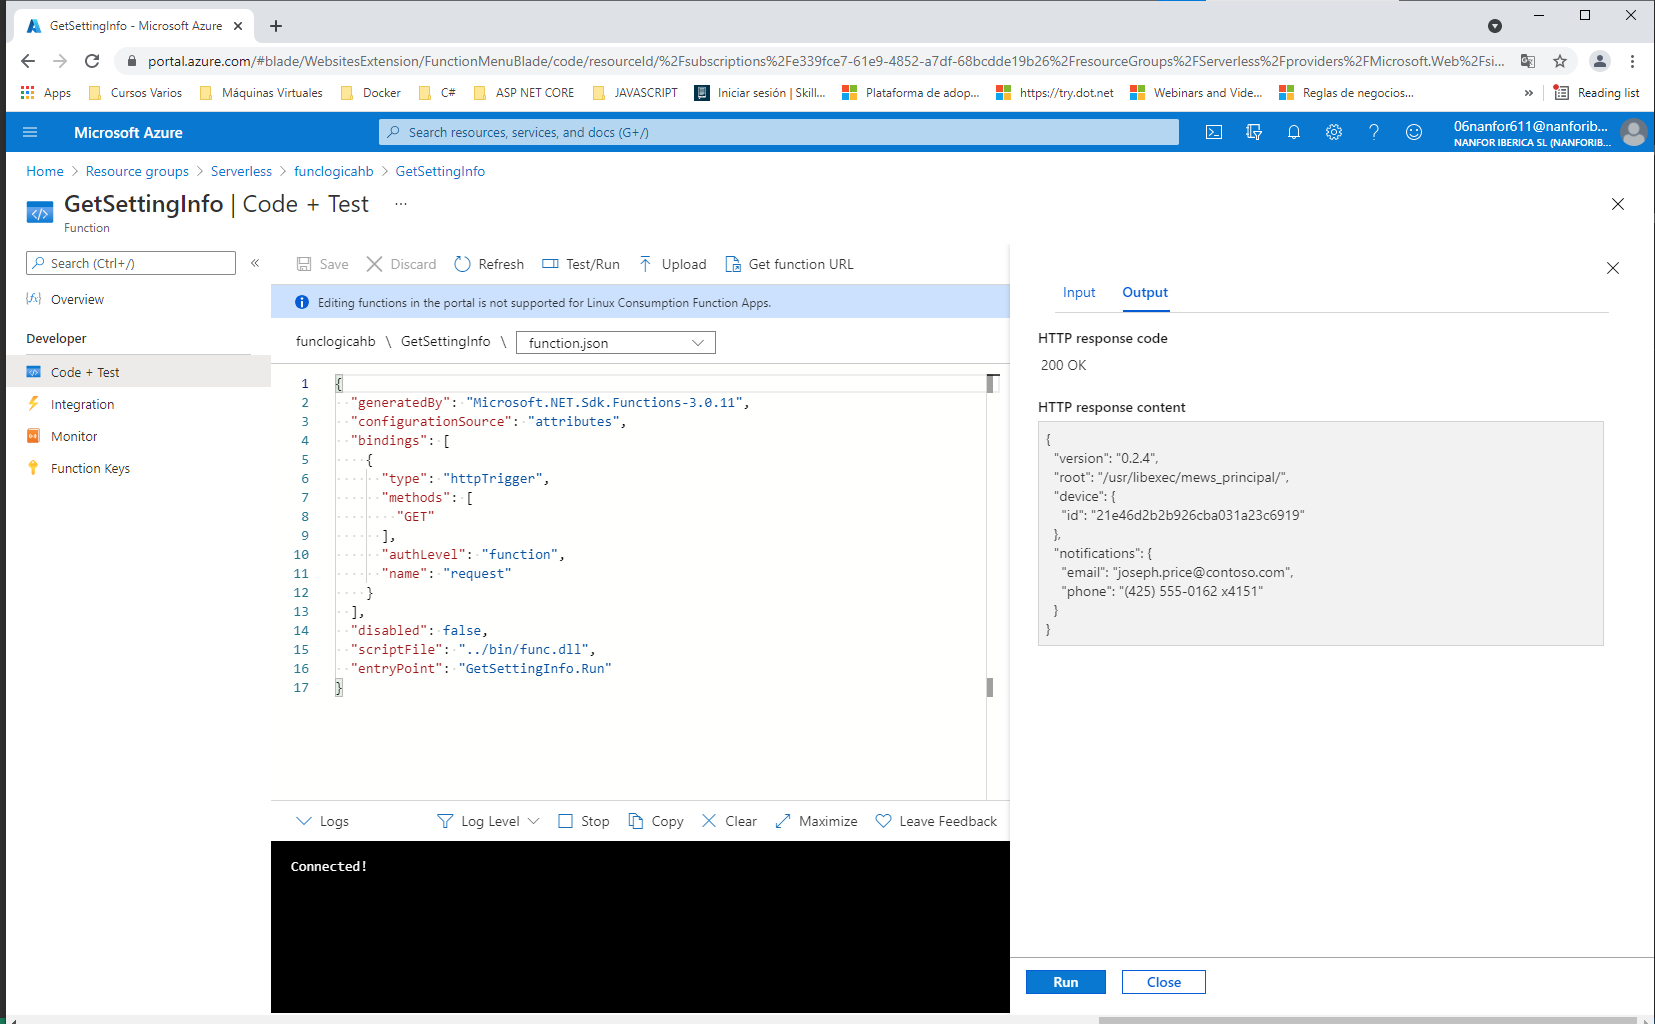 GetSettingInfo - Microsoft Azure
portal.azure.com/#blade/WebsitesExtension/FunctionMenuBlade/code/resourceId/%2Fsubscriptions%2Fe339fce7-61e9-4852-a7df-68bcdde19b26%2FresourceGroups%2FServerless%2Fproviders%2FMicrosoft.Web%2Fsi...
Apps Cursos Varios Máquinas Virtuales Docker C# ASP NET CORE JAVASCRIPT Iniciar sesión | Skill... Plataforma de adop... https://try.dot.net Webinars and Vide... Reglas de negocios... » Reading list
Microsoft Azure
Search resources, services, and docs (G+/)
06nanfor611@nanforib...
NANFOR IBERICA SL (NANFORIB...
Home > Resource groups > Serverless > funclogicahb > GetSettingInfo
GetSettingInfo | Code + Test ...
Function
Search (Ctrl+/)
«
Overview
Developer
Code + Test
Integration
Monitor
Function Keys
Save Discard Refresh Test/Run Upload Get function URL
Editing functions in the portal is not supported for Linux Consumption Function Apps.
funclogicahb \ GetSettingInfo \ function.json
1 {
2 "generatedBy": "Microsoft.NET.Sdk.Functions-3.0.11",
3 "configurationSource": "attributes",
4 "bindings": [
5 {
6 "type": "httpTrigger",
7 "methods": [
8 "GET"
9 ],
10 "authLevel": "function",
11 "name": "request"
12 }
13 ],
14 "disabled": false,
15 "scriptFile": "../bin/func.dll",
16 "entryPoint": "GetSettingInfo.Run"
17 }
Logs Log Level Stop Copy Clear Maximize Leave Feedback
Connected!
Input Output
HTTP response code
200 OK
HTTP response content
{
"version": "0.2.4",
"root": "/usr/libexec/mews_principal/",
"device": {
"id": "21e46d2b2b926cba031a23c6919"
},
"notifications": {
"email": "joseph.price@contoso.com",
"phone": "(425) 555-0162 x4151"
}
}
Run Close